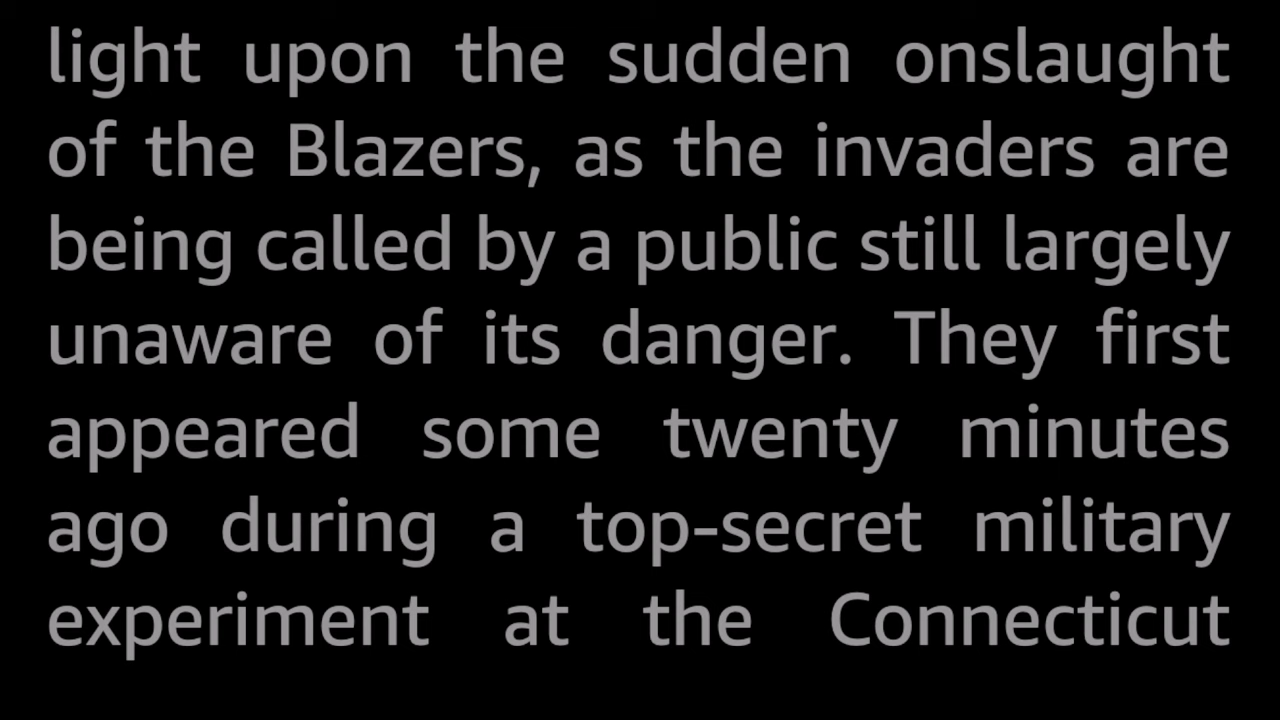 light upon the sudden onslaught
of the Blazers, as the invaders are
being called by a public still largely
unaware of its danger. They first
appeared some twenty minutes
ago during a top-secret military
experiment at the Connecticut